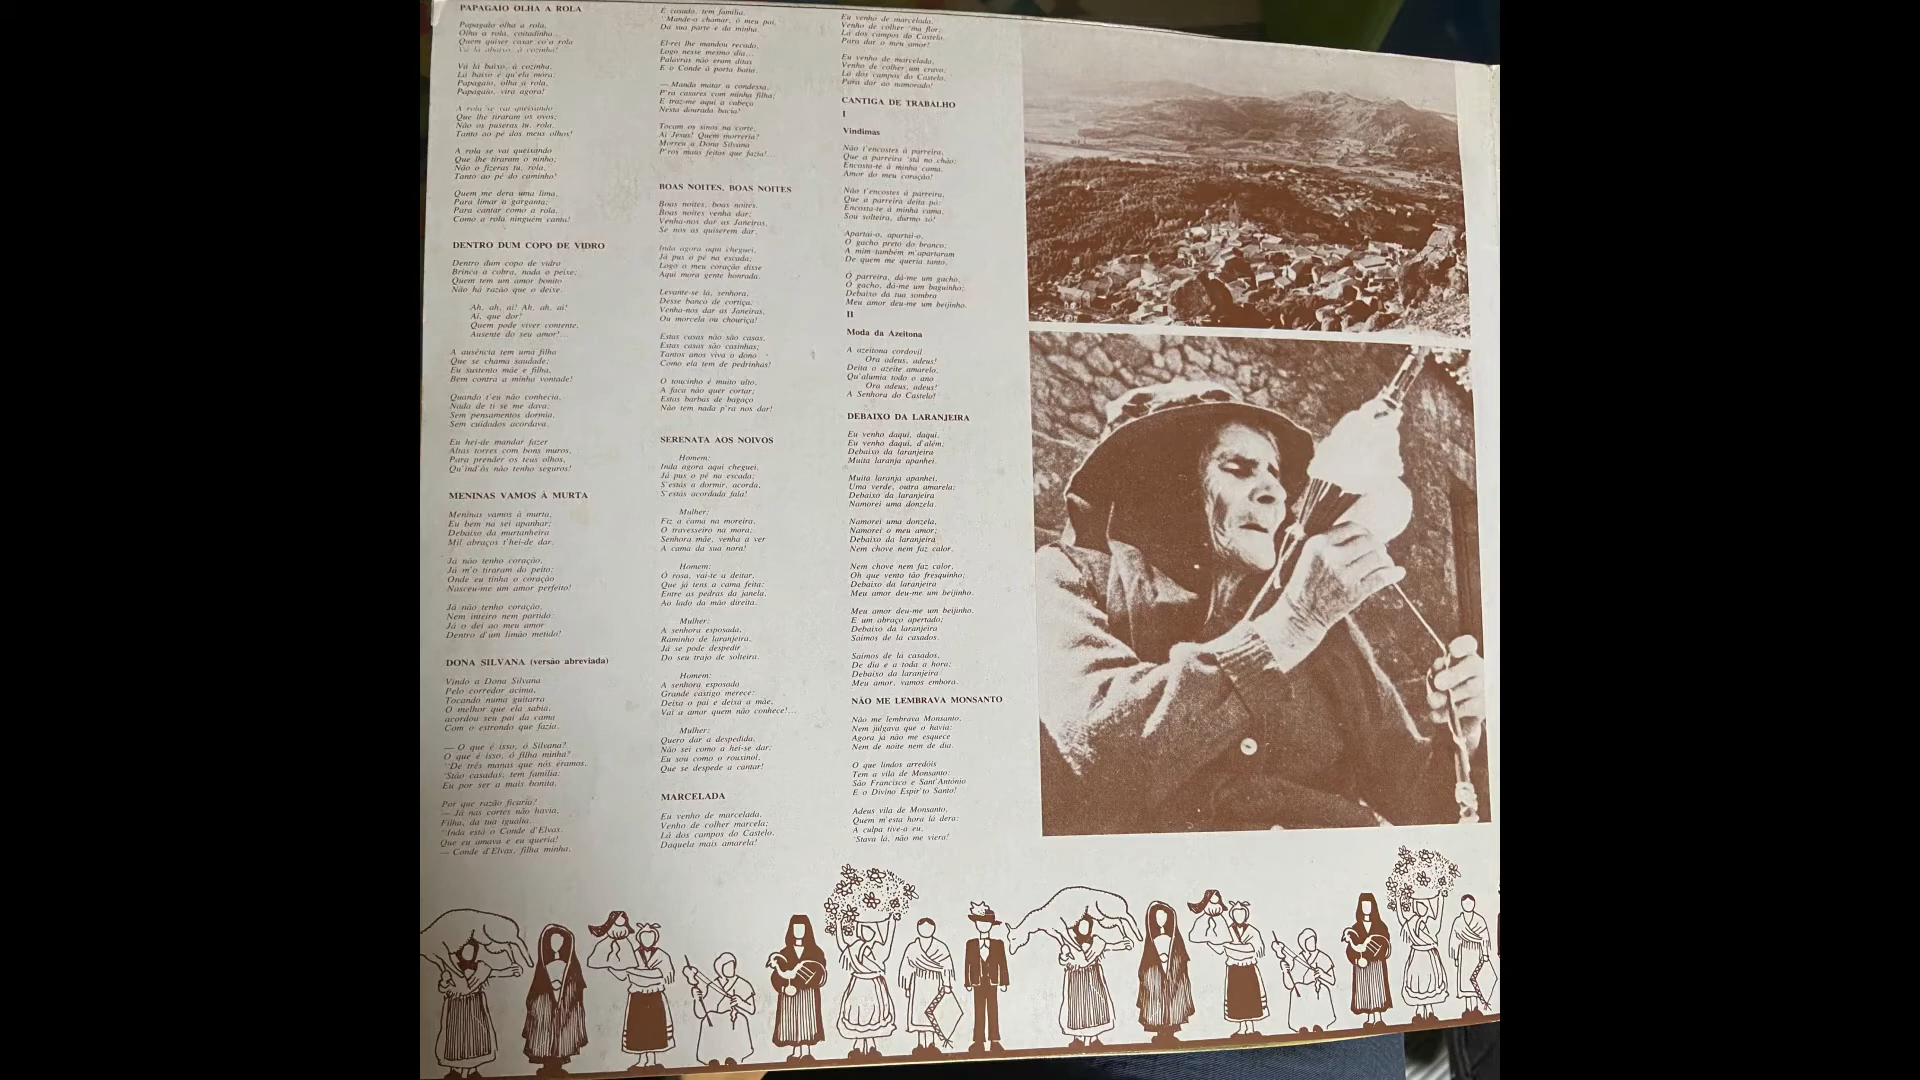 PAPAGAIO OLHA A ROLA
Papagaio olha a rola,
Olha a rola, coitadinha...
Quem quiser casar co'a rola
Vá lá abaixo, à cozinha!
Vá lá baixo, à cozinha,
Lá baixo é qu'ela mora;
Papagaio, olha a rola,
Papagaio, vira agora!
A rola se vai queixando
Que lhe tiraram os ovos;
Não os puseras tu, rola,
Tanto ao pé dos meus olhos!
A rola se vai queixando
Que lhe tiraram o ninho;
Não o fizeras tu, rola,
Tanto ao pé do caminho!
Quem me dera uma lima,
Para limar a garganta;
Para cantar como a rola,
Como a rola ninguém canta!
DENTRO DUM COPO DE VIDRO
Dentro dum copo de vidro
Brinca a cobra, nada o peixe;
Quem tem um amor bonito
Não há razão que o deixe.
Ah, ah, ai! Ah, ah, ai!
Ai, que dor!
Quem pode viver contente,
Ausente do seu amor!...
A ausência tem uma filha
Que se chama saudade;
Eu sustento mãe e filha,
Bem contra a minha vontade!
Quando t'eu não conhecia,
Nada de ti se me dava;
Sem pensamentos dormia,
Sem cuidados acordava.
Eu hei-de mandar fazer
Altas torres com bons muros,
Para prender os teus olhos,
Qu'ind'ôs não tenho seguros!
MENINAS VAMOS À MURTA
Meninas vamos à murta,
Eu bem na sei apanhar;
Debaixo da murtanheira
Mil abraços t'hei-de dar.
Já não tenho coração,
Já m'o tiraram do peito;
Onde eu tinha o coração
Nasceu-me um amor perfeito!
Já não tenho coração,
Nem inteiro nem partido
Já o dei ao meu amor
Dentro d'um limão metido!
DONA SILVANA (versão abreviada)
Vindo a Dona Silvana
Pelo corredor acima,
Tocando numa guitarra
O melhor que ela sabia,
acordou seu pai da cama
Com o estrondo que fazia.
— O que é isso, ó Silvana?
O que é isso, ó filha minha?
"De três manas que nós éramos,
'Stão casadas, tem família;
Eu por ser a mais bonita,
Por que razão ficaria?
— Já nas cortes não havia,
Filha, da tua igualia...
"Inda está o Conde d'Elvas
Que eu amava e eu queria!
— Conde d'Elvas, filha minha,
É casado, tem família.
"Mande-o chamar, ó meu pai,
Da sua parte e da minha.
El-rei lhe mandou recado,
Logo nesse mesmo dia...
Palavras não eram ditas
E o Conde à porta batia.
— Manda matar a condessa,
P'ra casares com minha filha;
E traz-me aqui a cabeça
Nesta dourada bacia!
Tocam os sinos na corte,
Ai Jesus! Quem morreria?
Morreu a Dona Silvana
P'ros maus feitos que fazia!...
BOAS NOITES, BOAS NOITES
Boas noites, boas noites,
Boas noites venha dar;
Venha-nos dar as Janeiras,
Se nos as quiserem dar.
Inda agora aqui cheguei,
Já pus o pé na escada;
Logo o meu coração disse
Aqui mora gente honrada.
Levante-se lá, senhora,
Desse banco de cortiça,
Venha-nos dar as Janeiras,
Ou morcela ou chouriça!
Estas casas não são casas,
Estas casas são casinhas;
Tantos anos viva o dono
Como ela tem de pedrinhas!
O toucinho é muito alto,
A faca não quer cortar;
Estas barbas de bagaço
Não tem nada p'ra nos dar!
SERENATA AOS NOIVOS
Homem:
Inda agora aqui cheguei,
Já pus o pé na escada;
S'estás a dormir, acorda,
S'estás acordada fala!
Mulher:
Fiz a cama na moreira,
O travesseiro na mora;
Senhora mãe, venha a ver
A cama da sua nora!
Homem:
Ó rosa, vai-te a deitar,
Que já tens a cama feita;
Entre as pedras da janela,
Ao lado da mão direita.
Mulher:
A senhora esposada,
Raminho de laranjeira,
Já se pode despedir
Do seu trajo de solteira.
Homem:
A senhora esposada
Grande castigo merece:
Deixa o pai e deixa a mãe,
Vai a amar quem não conhece!...
Mulher:
Quero dar a despedida,
Não sei como a hei-se dar;
Eu sou como o rouxinol,
Que se despede a cantar!
MARCELADA
Eu venho de marcelada,
Venho de colher marcela;
Lá dos campos do Castelo,
Daquela mais amarela!
Eu venho de marcelada,
Venho de colher 'ma flor;
Lá dos campos do Castelo,
Para dar o meu amor!
Eu venho de marcelada,
Venho de colher um cravo;
Lá dos campos do Castelo,
Para dar ao namorado!
CANTIGA DE TRABALHO
I
Vindimas
Não t'encostes à parreira,
Que a parreira 'stá no chão;
Encosta-te à minha cama,
Amor do meu coração!
Não t'encostes à parreira,
Que a parreira deita pó;
Encosta-te à minha cama,
Sou solteira, durmo só!
Apartai-o, apartai-o,
O gacho preto do branco;
A mim também m'apartaram
De quem me queria tanto.
Ó parreira, dá-me um gacho,
Ó gacho, dá-me um baguinho;
Debaixo da tua sombra
Meu amor deu-me um beijinho.
II
Moda da Azeitona
A azeitona cordovil
Ora adeus, adeus!
Deita o azeite amarelo,
Qu'alumia todo o ano
Ora adeus, adeus!
A Senhora do Castelo!
DEBAIXO DA LARANJEIRA
Eu venho daqui, daqui,
Eu venho daqui, d'além;
Debaixo da laranjeira
Muita laranja apanhei.
Muita laranja apanhei,
Uma verde, outra amarela;
Debaixo da laranjeira
Namorei uma donzela.
Namorei uma donzela,
Namorei o meu amor;
Debaixo da laranjeira
Nem chove nem faz calor.
Nem chove nem faz calor,
Oh que vento tão fresquinho;
Debaixo da laranjeira
Meu amor deu-me um beijinho.
Meu amor deu-me um beijinho,
E um abraço apertado;
Debaixo da laranjeira
Saímos de lá casados.
Saímos de lá casados,
De dia e a toda a hora;
Debaixo da laranjeira
Meu amor, vamos embora.
NÃO ME LEMBRAVA MONSANTO
Não me lembrava Monsanto,
Nem julgava que o havia;
Agora já não me esquece
Nem de noite nem de dia.
O que lindos arredóis
Tem a vila de Monsanto:
São Francisco e Sant'António
E o Divino Espir'to Santo!
Adeus vila de Monsanto,
Quem m'esta hora lá dera;
A culpa tive-a eu,
'Stava lá, não me viera!